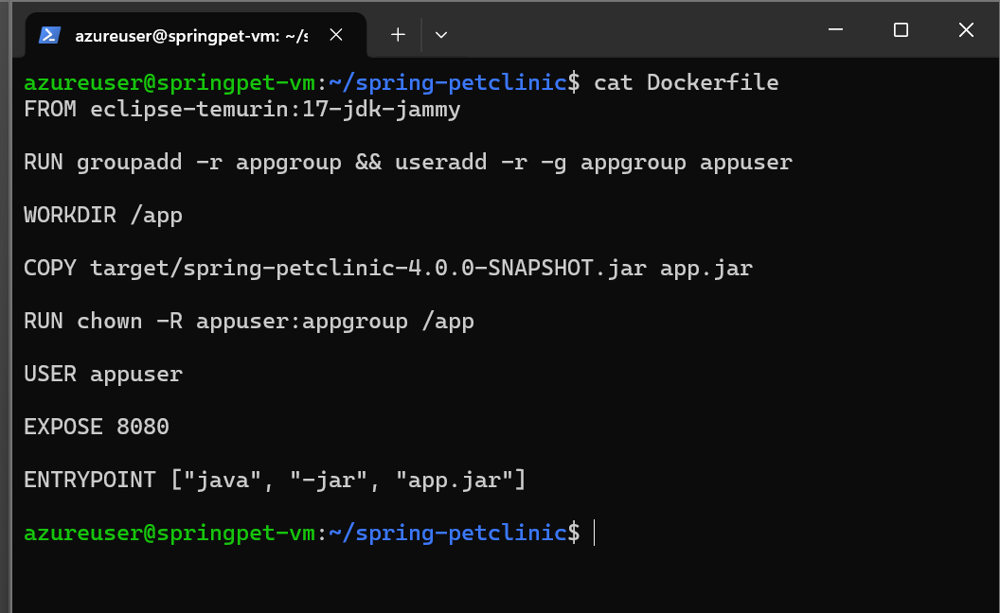 azureuser@springpet-vm: ~/s
azureuser@springpet-vm:~/spring-petclinic$ cat Dockerfile
FROM eclipse-temurin:17-jdk-jammy
RUN groupadd -r appgroup && useradd -r -g appgroup appuser
WORKDIR /app
COPY target/spring-petclinic-4.0.0-SNAPSHOT.jar app.jar
RUN chown -R appuser:appgroup /app
USER appuser
EXPOSE 8080
ENTRYPOINT ["java", "-jar", "app.jar"]
azureuser@springpet-vm:~/spring-petclinic$